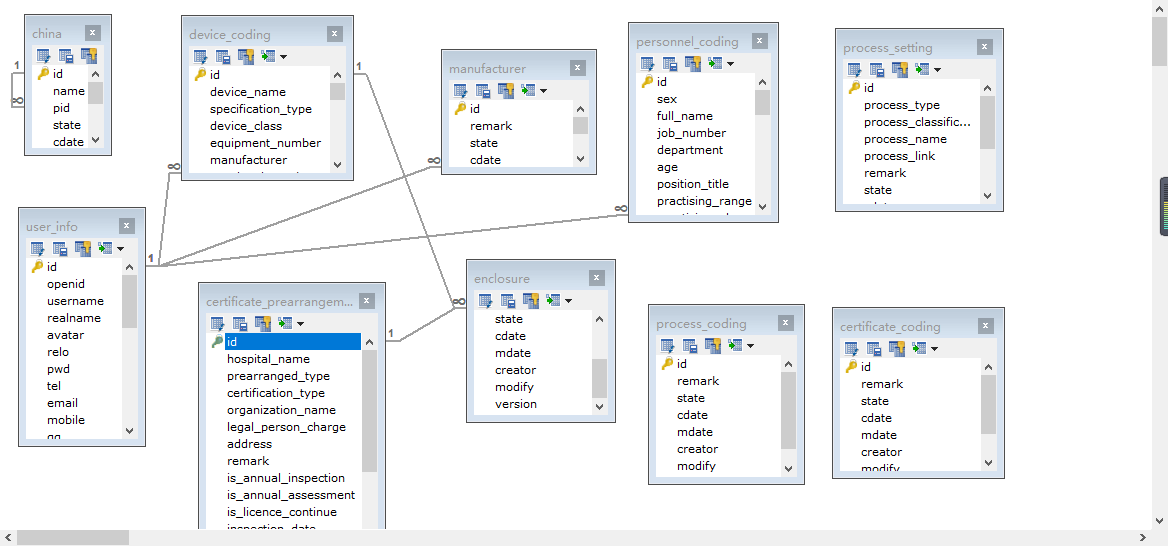 china
id
name
pid
state
cdate
1
∞
device_coding
id
device_name
specification_type
device_class
equipment_number
manufacturer
1
∞
manufacturer
id
remark
state
cdate
∞
personnel_coding
id
sex
full_name
job_number
department
age
position_title
practising_range
∞
process_setting
id
process_type
process_classific...
process_name
process_link
remark
state
user_info
id
openid
username
realname
avatar
relo
pwd
tel
email
mobile
qq
1
certificate_prearrangem...
id
hospital_name
prearranged_type
certification_type
organization_name
legal_person_charge
address
remark
is_annual_inspection
is_annual_assessment
is_licence_continue
inspection_date
1
enclosure
state
cdate
mdate
creator
modify
version
∞
process_coding
id
remark
state
cdate
mdate
creator
modify
certificate_coding
id
remark
state
cdate
mdate
creator
modify